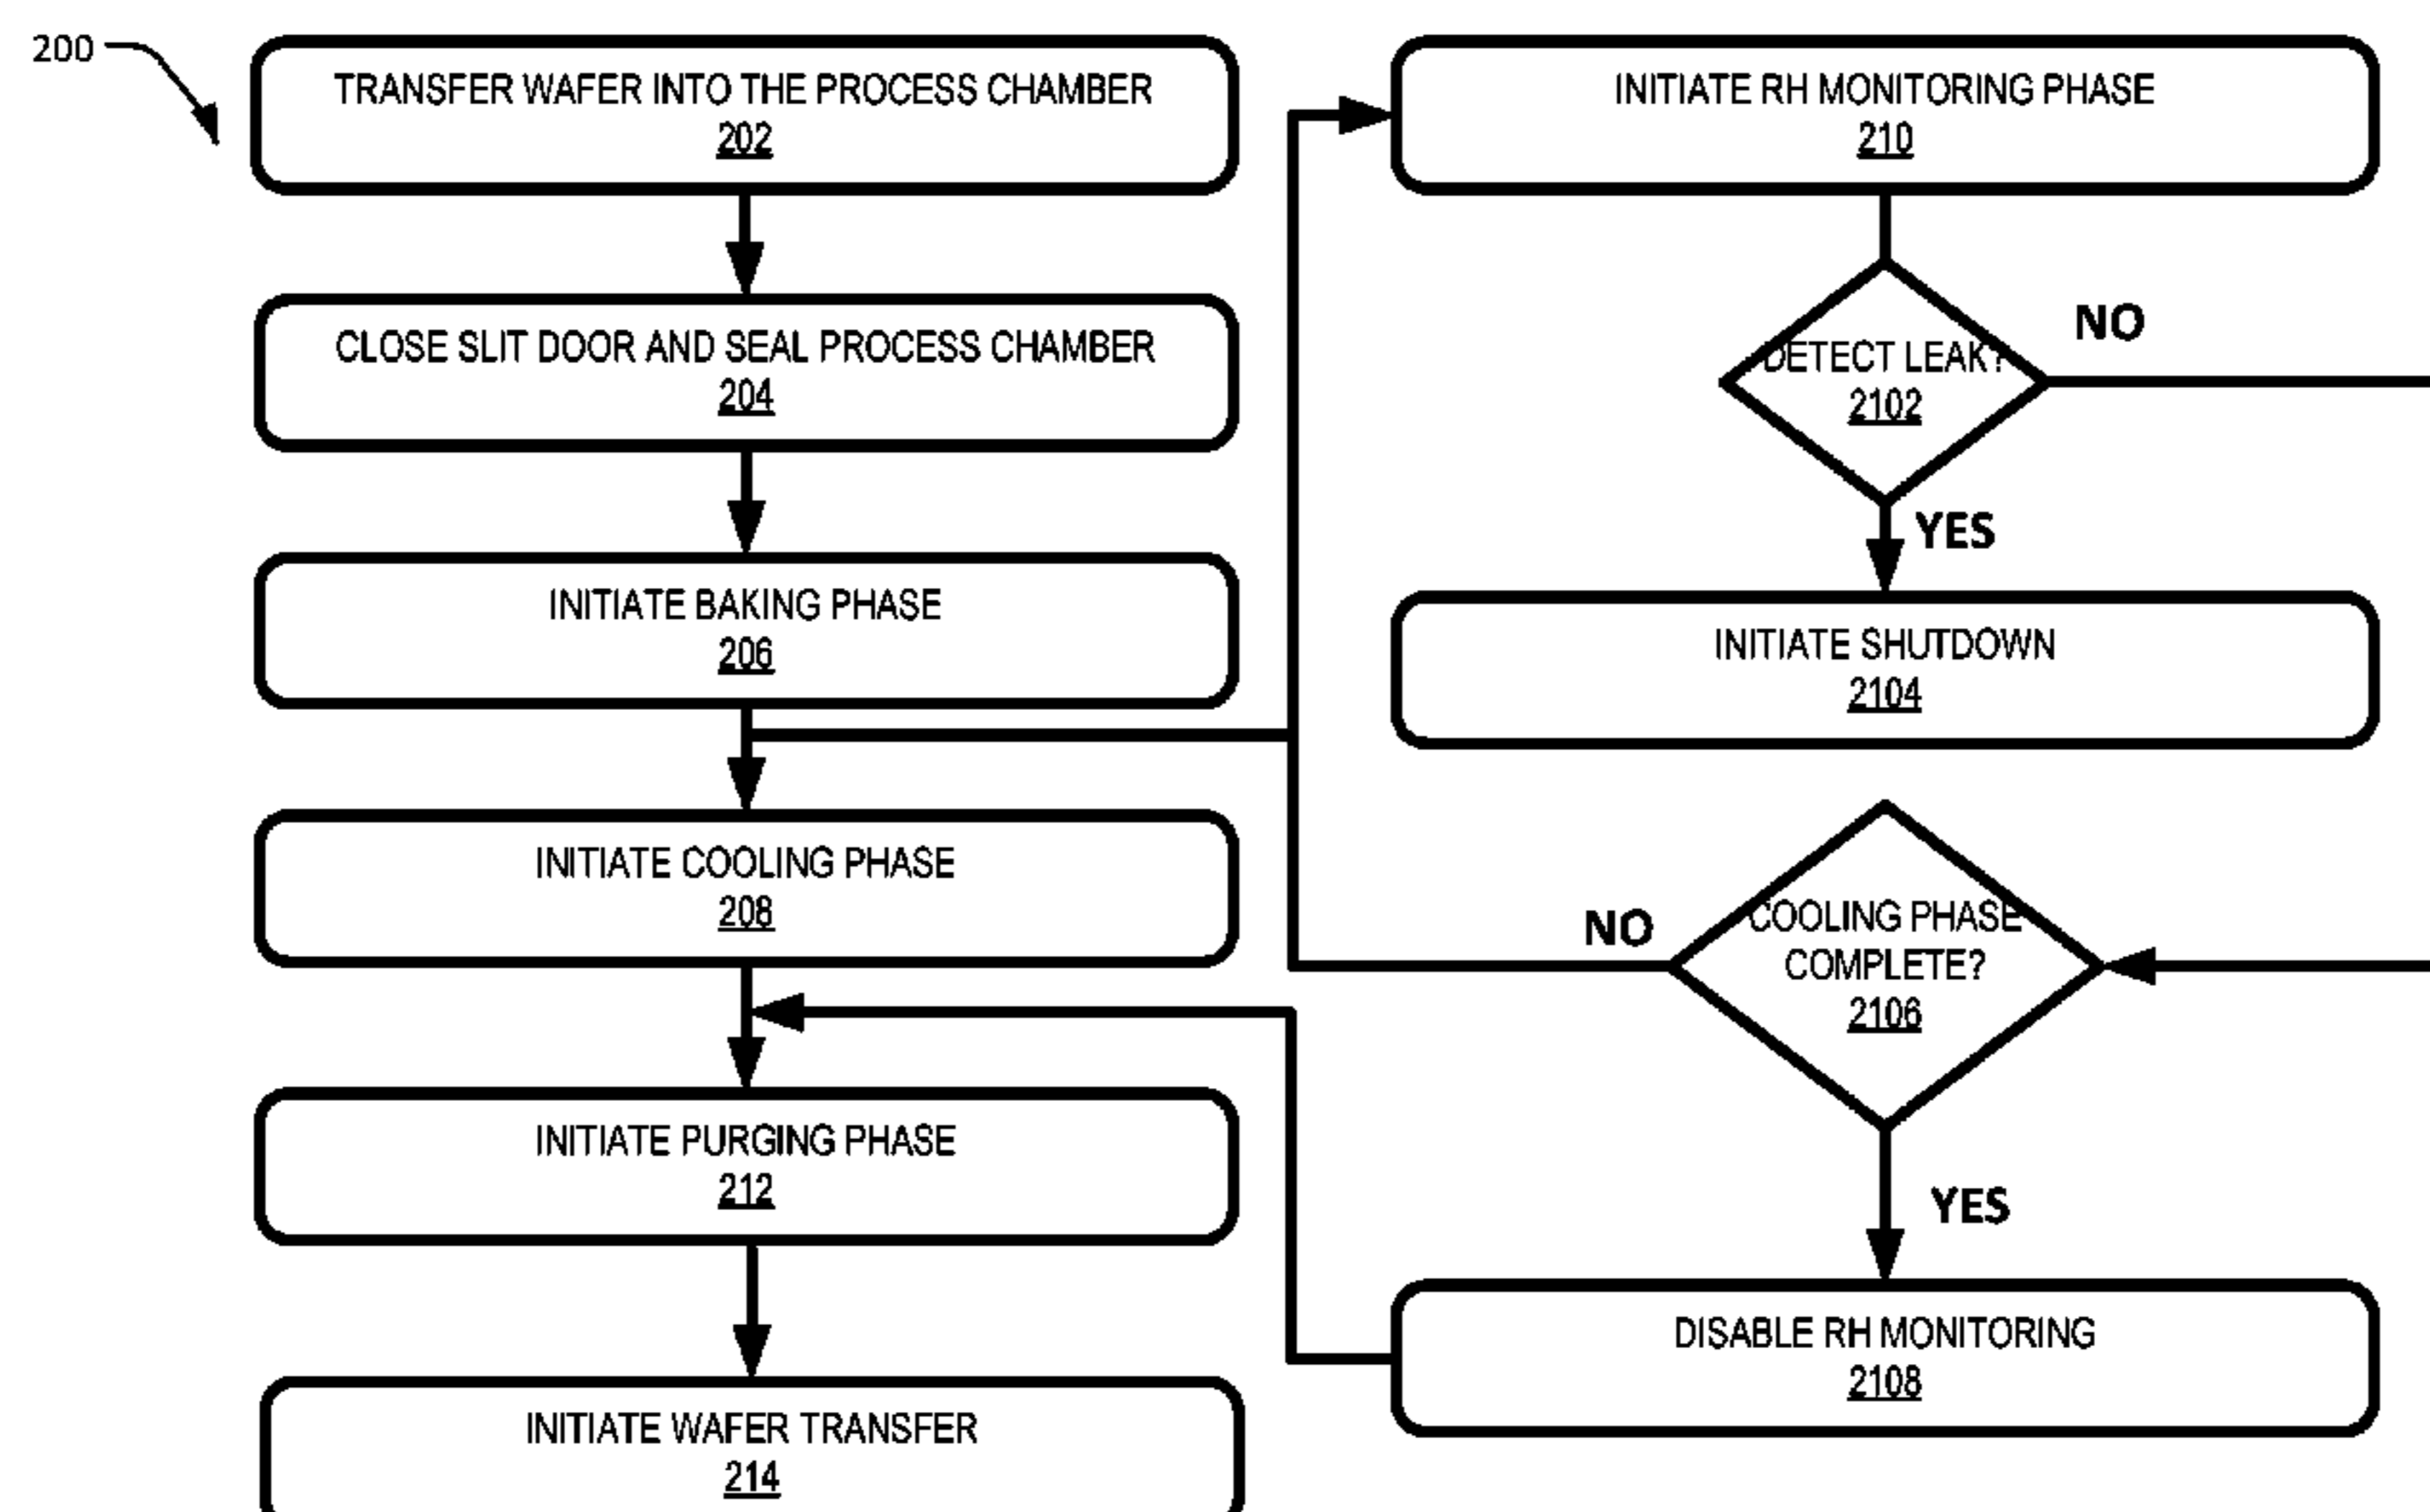 200
TRANSFER WAFER INTO THE PROCESS CHAMBER
202
CLOSE SLIT DOOR AND SEAL PROCESS CHAMBER
204
INITIATE BAKING PHASE
206
INITIATE COOLING PHASE
208
INITIATE PURGING PHASE
212
INITIATE WAFER TRANSFER
214
INITIATE RH MONITORING PHASE
210
DETECT LEAK?
2102
NO
YES
INITIATE SHUTDOWN
2104
NO
COOLING PHASE
COMPLETE?
2106
YES
DISABLE RH MONITORING
2108